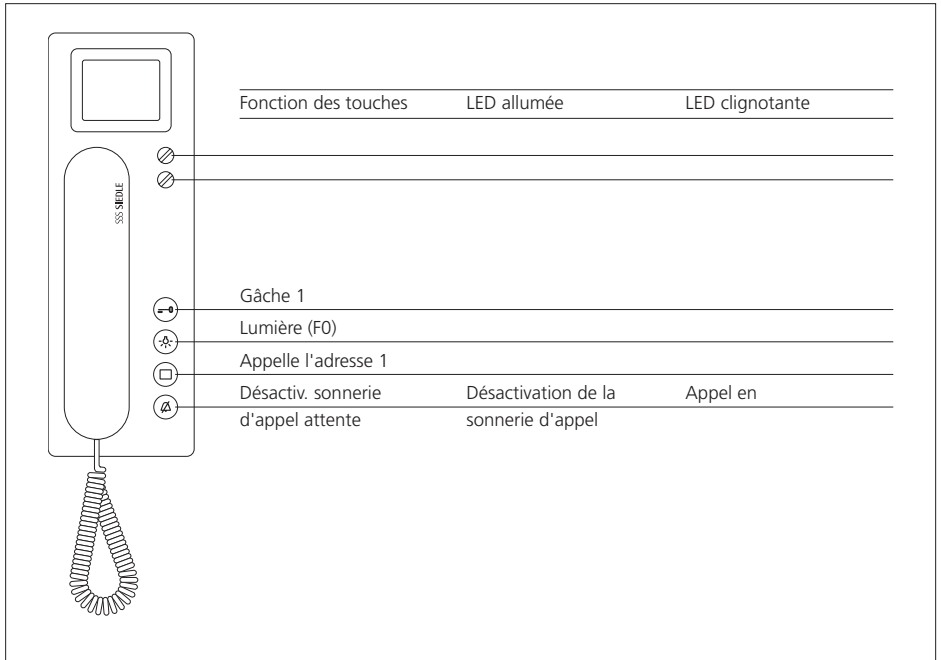 Fonction des touches LED allumée LED clignotante
SSS SIEDLE
Gâche 1
Lumière (F0)
Appelle l'adresse 1
Désactiv. sonnerie Désactivation de la Appel en
d'appel attente sonnerie d'appel